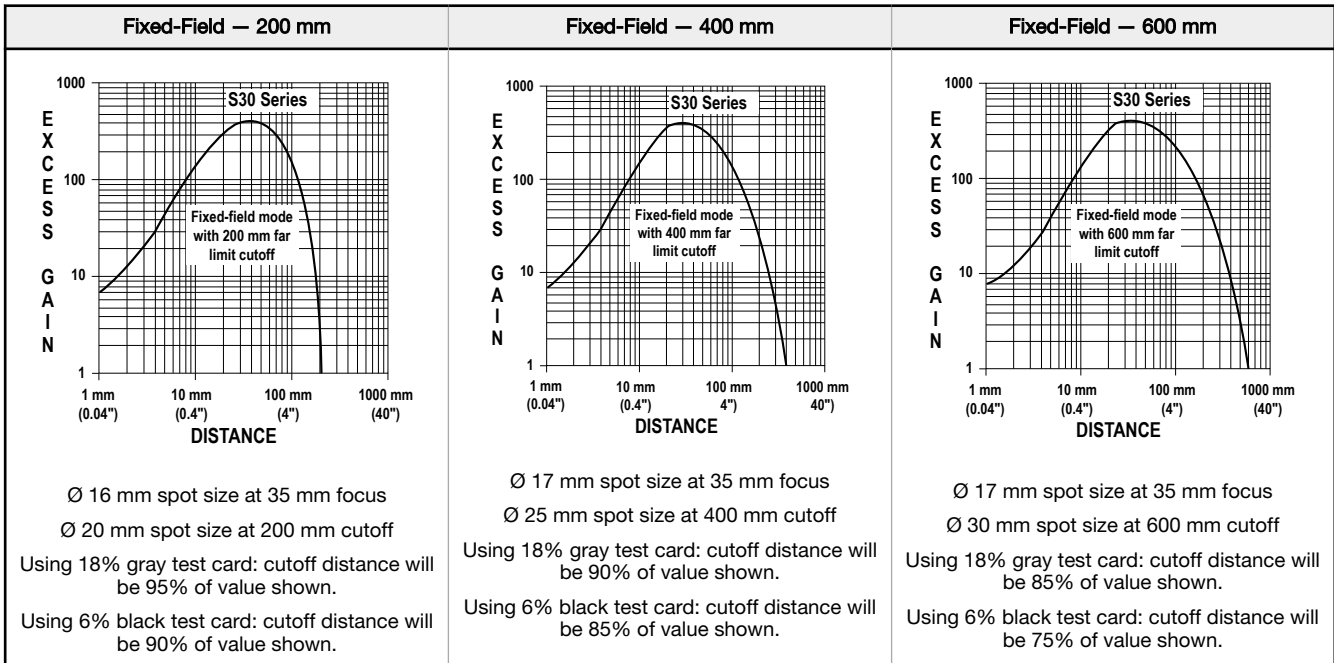 Fixed-Field — 200 mm
1000
100
10
1
EXCESS GAIN
S30 Series
Fixed-field mode
with 200 mm far
limit cutoff
1 mm
(0.04")
10 mm
(0.4")
100 mm
(4")
1000 mm
(40")
DISTANCE
Ø 16 mm spot size at 35 mm focus
Ø 20 mm spot size at 200 mm cutoff
Using 18% gray test card: cutoff distance will
be 95% of value shown.
Using 6% black test card: cutoff distance will
be 90% of value shown.
Fixed-Field — 400 mm
1000
100
10
1
EXCESS GAIN
S30 Series
Fixed-field mode
with 400 mm far
limit cutoff
1 mm
(0.04")
10 mm
(0.4")
100 mm
4")
1000 mm
40")
DISTANCE
Ø 17 mm spot size at 35 mm focus
Ø 25 mm spot size at 400 mm cutoff
Using 18% gray test card: cutoff distance will
be 90% of value shown.
Using 6% black test card: cutoff distance will
be 85% of value shown.
Fixed-Field — 600 mm
1000
100
10
1
EXCESS GAIN
S30 Series
Fixed-field mode
with 600 mm far
limit cutoff
1 mm
(0.04")
10 mm
(0.4")
100 mm
(4")
1000 mm
(40")
DISTANCE
Ø 17 mm spot size at 35 mm focus
Ø 30 mm spot size at 600 mm cutoff
Using 18% gray test card: cutoff distance will
be 85% of value shown.
Using 6% black test card: cutoff distance will
be 75% of value shown.